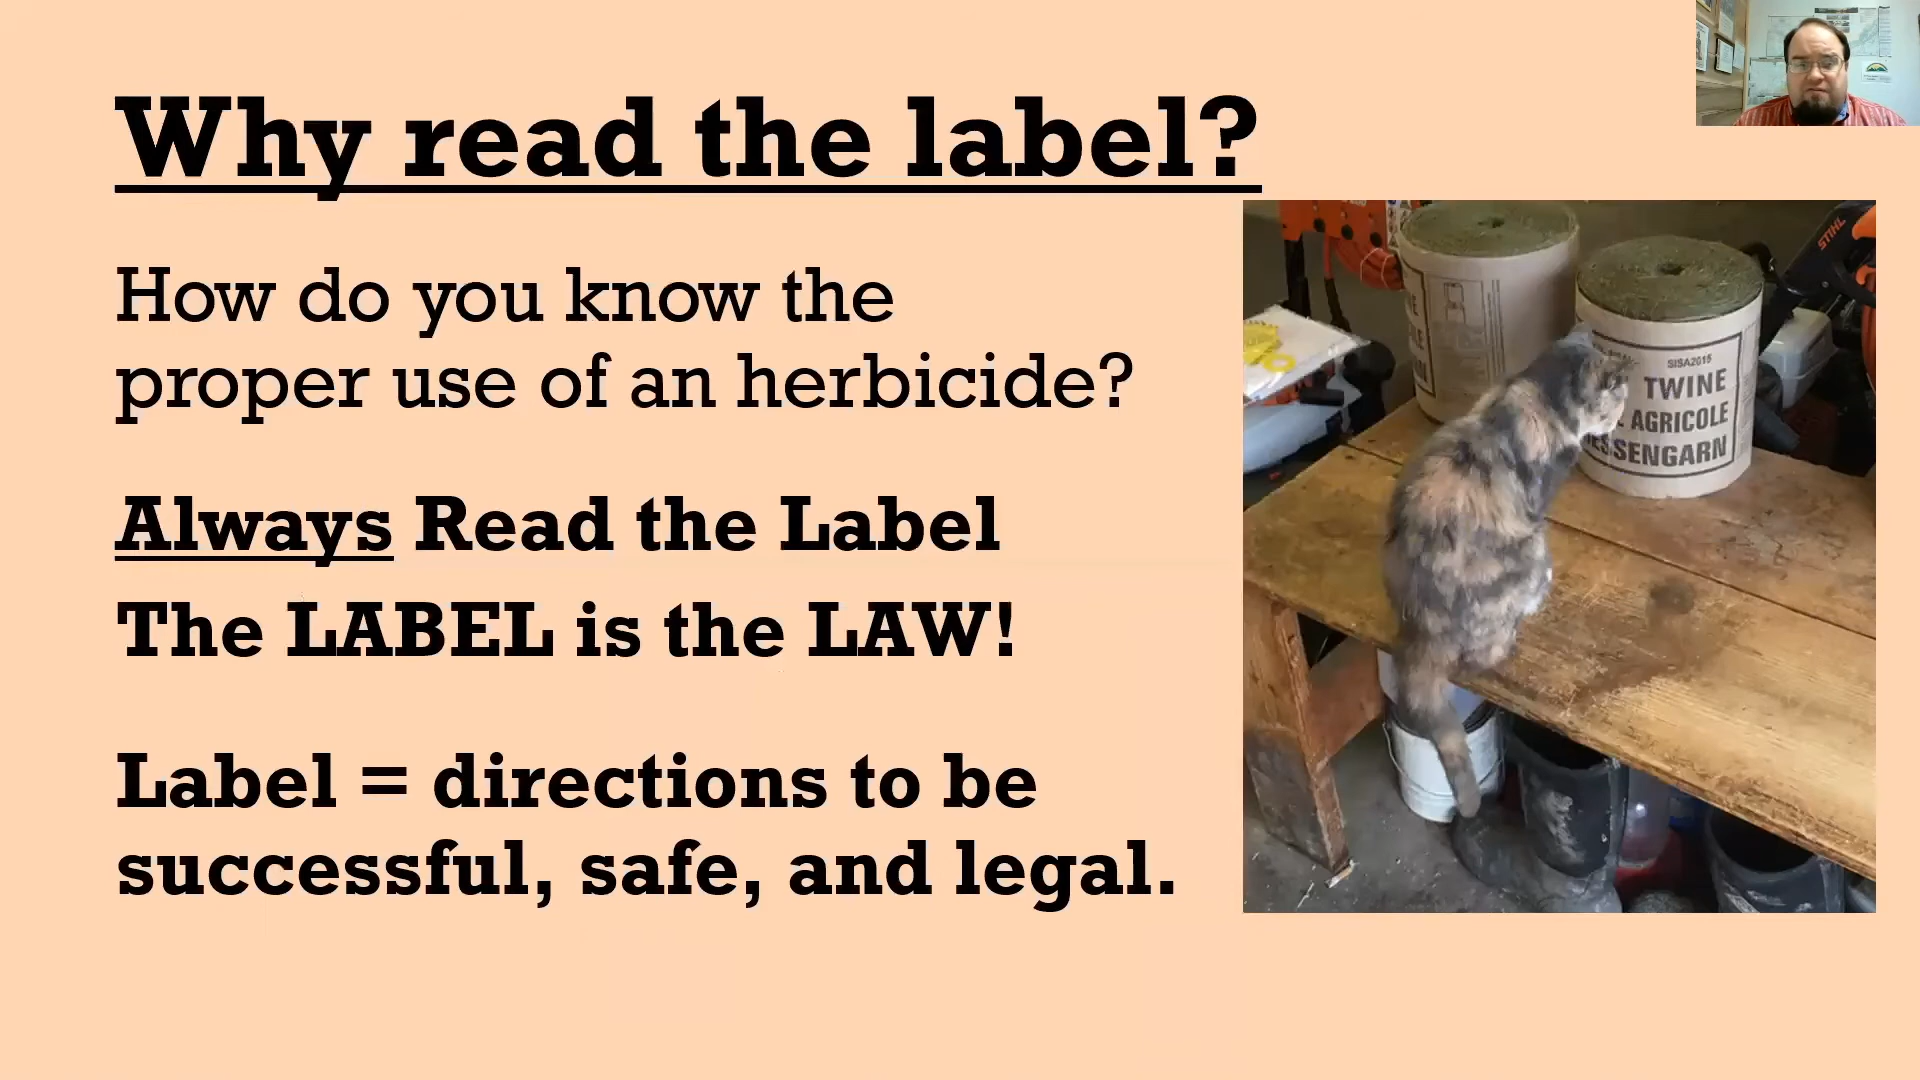 Why read the label?
How do you know the
proper use of an herbicide?
Always Read the Label
The LABEL is the LAW!
Label = directions to be
successful, safe, and legal.
STIHL
SISA2015
TWINE
AGRICOLE
SSENGARN